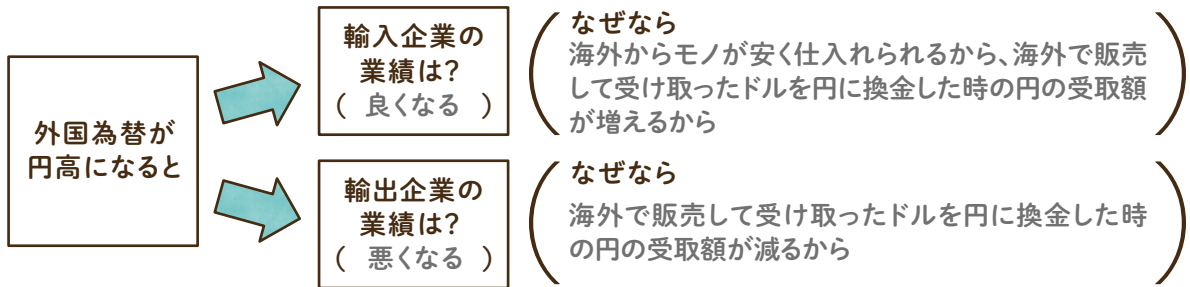 外国為替が
円高になると
輸入企業の
業績は?
( 良くなる )
なぜなら
海外からモノが安く仕入れられるから、海外で販売
して受け取ったドルを円に換金した時の円の受取額
が増えるから
輸出企業の
業績は?
( 悪くなる )
なぜなら
海外で販売して受け取ったドルを円に換金した時
の円の受取額が減るから